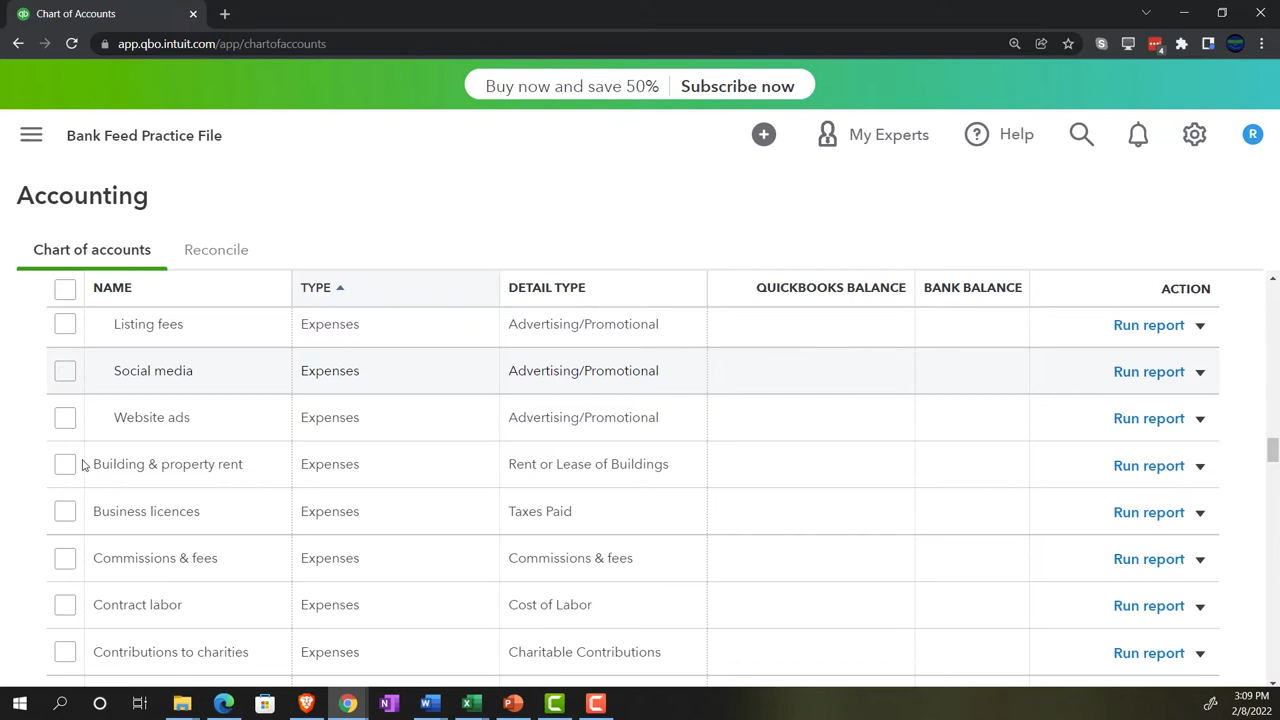 Chart of Accounts
app.qbo.intuit.com/app/chartofaccounts
4
Buy now and save 50% Subscribe now
Bank Feed Practice File My Experts Help R
Accounting
Chart of accounts Reconcile
NAME TYPE DETAIL TYPE QUICKBOOKS BALANCE BANK BALANCE ACTION
Listing fees Expenses Advertising/Promotional Run report
Social media Expenses Advertising/Promotional Run report
Website ads Expenses Advertising/Promotional Run report
Building & property rent Expenses Rent or Lease of Buildings Run report
Business licences Expenses Taxes Paid Run report
Commissions & fees Expenses Commissions & fees Run report
Contract labor Expenses Cost of Labor Run report
Contributions to charities Expenses Charitable Contributions Run report
3:09 PM
2/8/2022